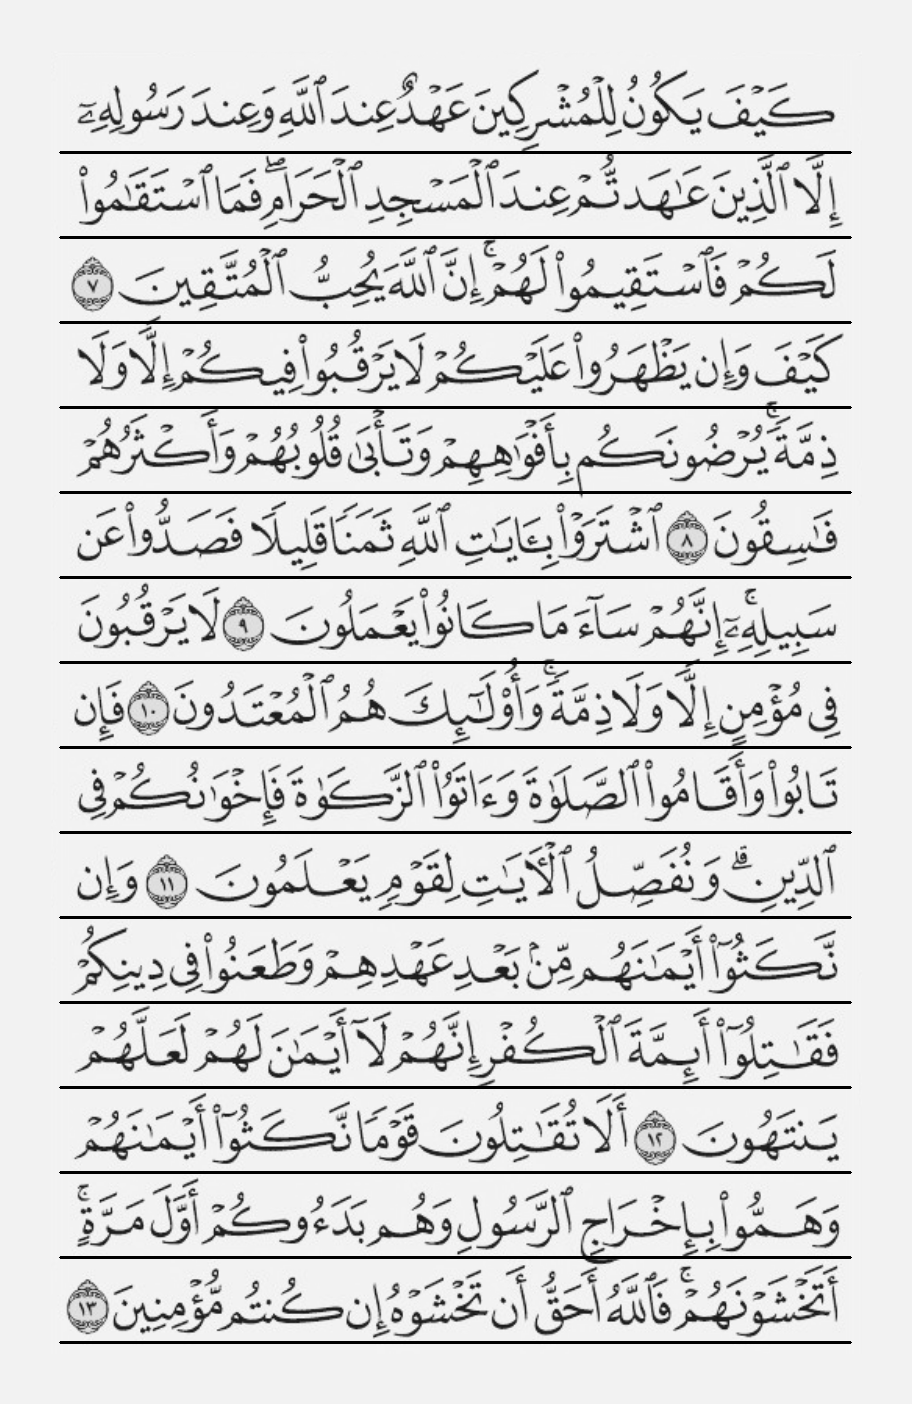 كَيۡفَ يَكُونُ لِلۡمُشۡرِكِينَ عَهۡدٌ عِندَ ٱللَّهِ وَعِندَ رَسُولِهِۦٓ
إِلَّا ٱلَّذِينَ عَٰهَدتُّمۡ عِندَ ٱلۡمَسۡجِدِ ٱلۡحَرَامِۖ فَمَا ٱسۡتَقَٰمُواْ
لَكُمۡ فَٱسۡتَقِيمُواْ لَهُمۡۚ إِنَّ ٱللَّهَ يُحِبُّ ٱلۡمُتَّقِينَ ٧
كَيۡفَ وَإِن يَظۡهَرُواْ عَلَيۡكُمۡ لَا يَرۡقُبُواْ فِيكُمۡ إِلّٗا وَلَا
ذِمَّةٗۚ يُرۡضُونَكُم بِأَفۡوَٰهِهِمۡ وَتَأۡبَىٰ قُلُوبُهُمۡ وَأَكۡثَرُهُمۡ
فَٰسِقُونَ ٨ ٱشۡتَرَوۡاْ بِـَٔايَٰتِ ٱللَّهِ ثَمَنٗا قَلِيلٗا فَصَدُّواْ عَن
سَبِيلِهِۦٓۚ إِنَّهُمۡ سَآءَ مَا كَانُواْ يَعۡمَلُونَ ٩ لَا يَرۡقُبُونَ
فِي مُؤۡمِنٍ إِلّٗا وَلَا ذِمَّةٗۚ وَأُوْلَٰٓئِكَ هُمُ ٱلۡمُعۡتَدُونَ ١٠ فَإِن
تَابُواْ وَأَقَامُواْ ٱلصَّلَوٰةَ وَءَاتَوُاْ ٱلزَّكَوٰةَ فَإِخۡوَٰنُكُمۡ فِي
ٱلدِّينِۗ وَنُفَصِّلُ ٱلۡأٓيَٰتِ لِقَوۡمٖ يَعۡلَمُونَ ١١ وَإِن
نَّكَثُوٓاْ أَيۡمَٰنَهُم مِّنۢ بَعۡدِ عَهۡدِهِمۡ وَطَعَنُواْ فِي دِينِكُمۡ
فَقَٰتِلُوٓاْ أَئِمَّةَ ٱلۡكُفۡرِ إِنَّهُمۡ لَآ أَيۡمَٰنَ لَهُمۡ لَعَلَّهُمۡ
يَنتَهُونَ ١٢ أَلَا تُقَٰتِلُونَ قَوۡمٗا نَّكَثُوٓاْ أَيۡمَٰنَهُمۡ
وَهَمُّواْ بِإِخۡرَاجِ ٱلرَّسُولِ وَهُم بَدَءُوكُمۡ أَوَّلَ مَرَّةٍۚ
أَتَخۡشَوۡنَهُمۡۚ فَٱللَّهُ أَحَقُّ أَن تَخۡشَوۡهُ إِن كُنتُم مُّؤۡمِنِينَ ١٣